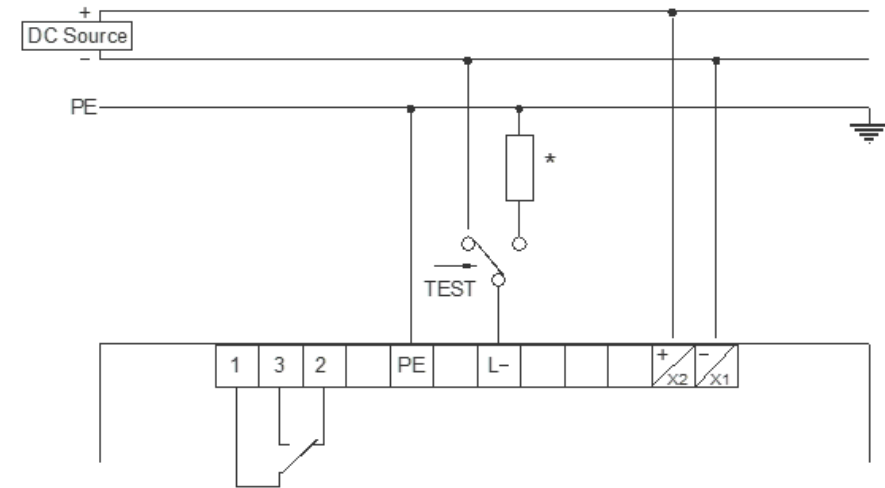 +
DC Source
−
PE
*
TEST
1 3 2 PE L− + X2 − X1